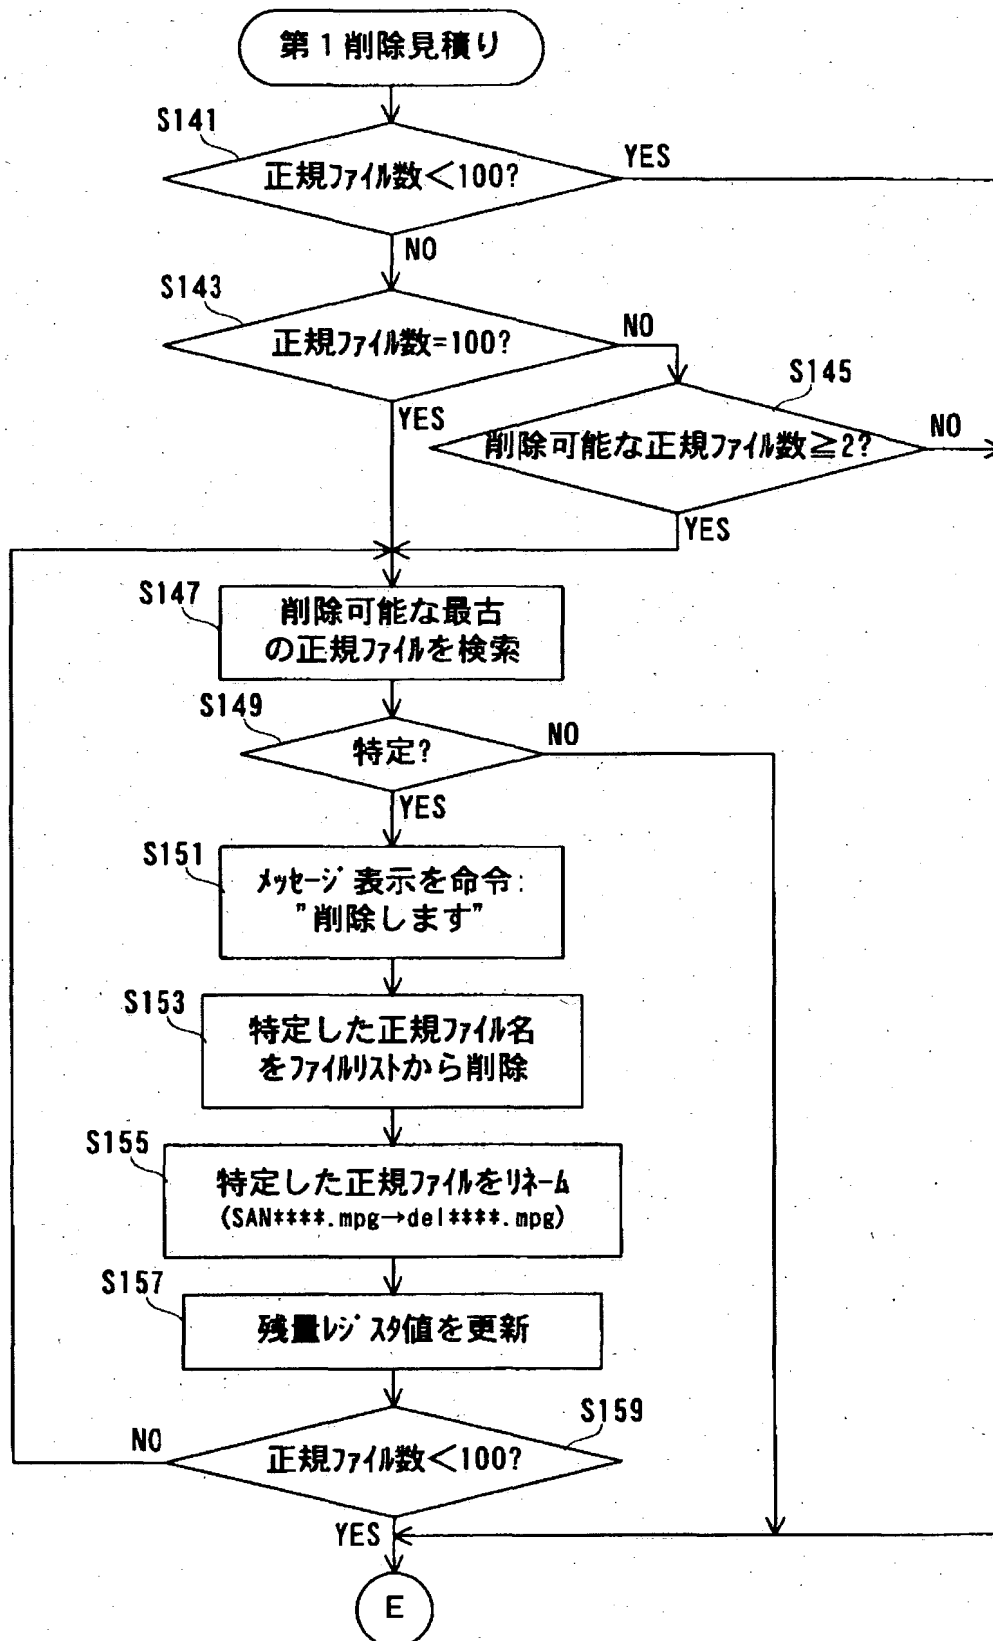 第1削除見積り
S141
正規ファイル数<100?
YES
NO
S143
正規ファイル数=100?
NO
S145
YES
削除可能な正規ファイル数≧2?
NO
YES
S147
削除可能な最古
の正規ファイルを検索
S149
特定?
NO
YES
S151
メッセージ表示を命令:
"削除します"
S153
特定した正規ファイル名
をファイルリストから削除
S155
特定した正規ファイルをリネーム
(SAN****.mpg→del****.mpg)
S157
残量レジスタ値を更新
S159
NO
正規ファイル数<100?
YES
E